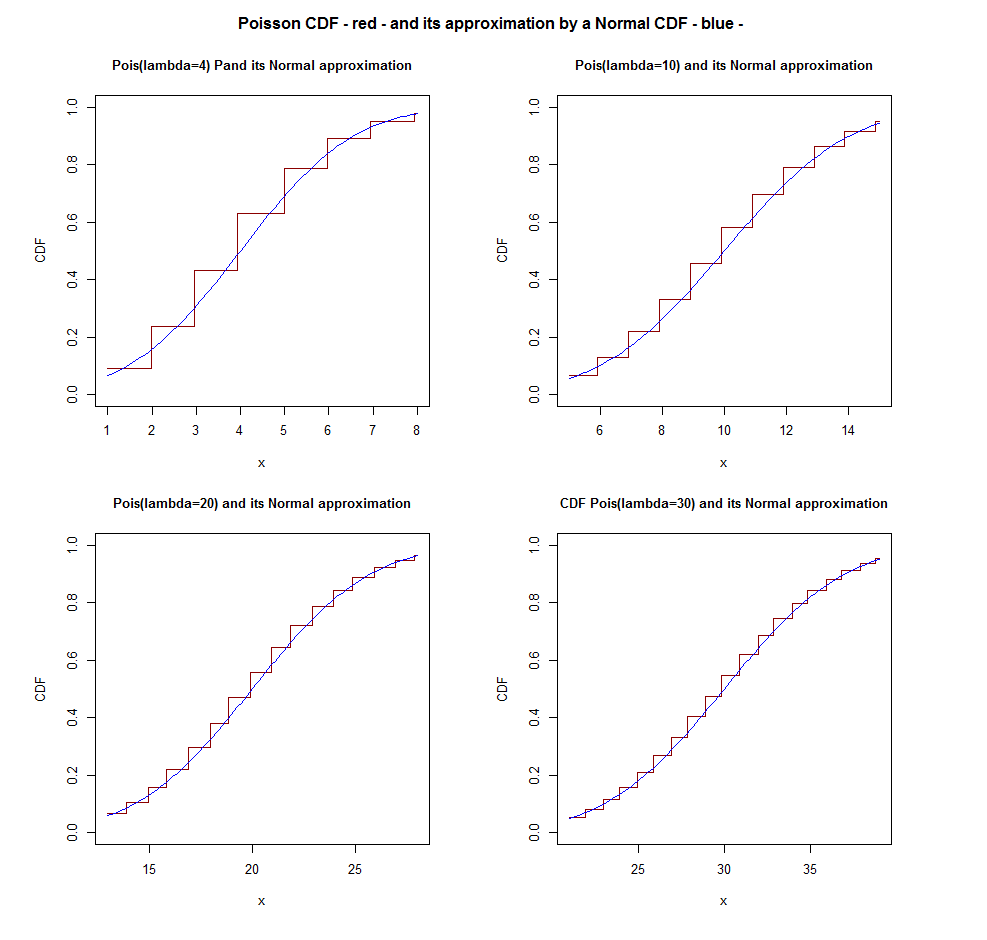 Poisson CDF - red - and its approximation by a Normal CDF - blue -
Pois(lambda=4) Pand its Normal approximation
CDF
0.0 0.2 0.4 0.6 0.8 1.0
1 2 3 4 5 6 7 8
x
Pois(lambda=10) and its Normal approximation
CDF
0.0 0.2 0.4 0.6 0.8 1.0
6 8 10 12 14
x
Pois(lambda=20) and its Normal approximation
CDF
0.0 0.2 0.4 0.6 0.8 1.0
15 20 25
x
CDF Pois(lambda=30) and its Normal approximation
CDF
0.0 0.2 0.4 0.6 0.8 1.0
25 30 35
x